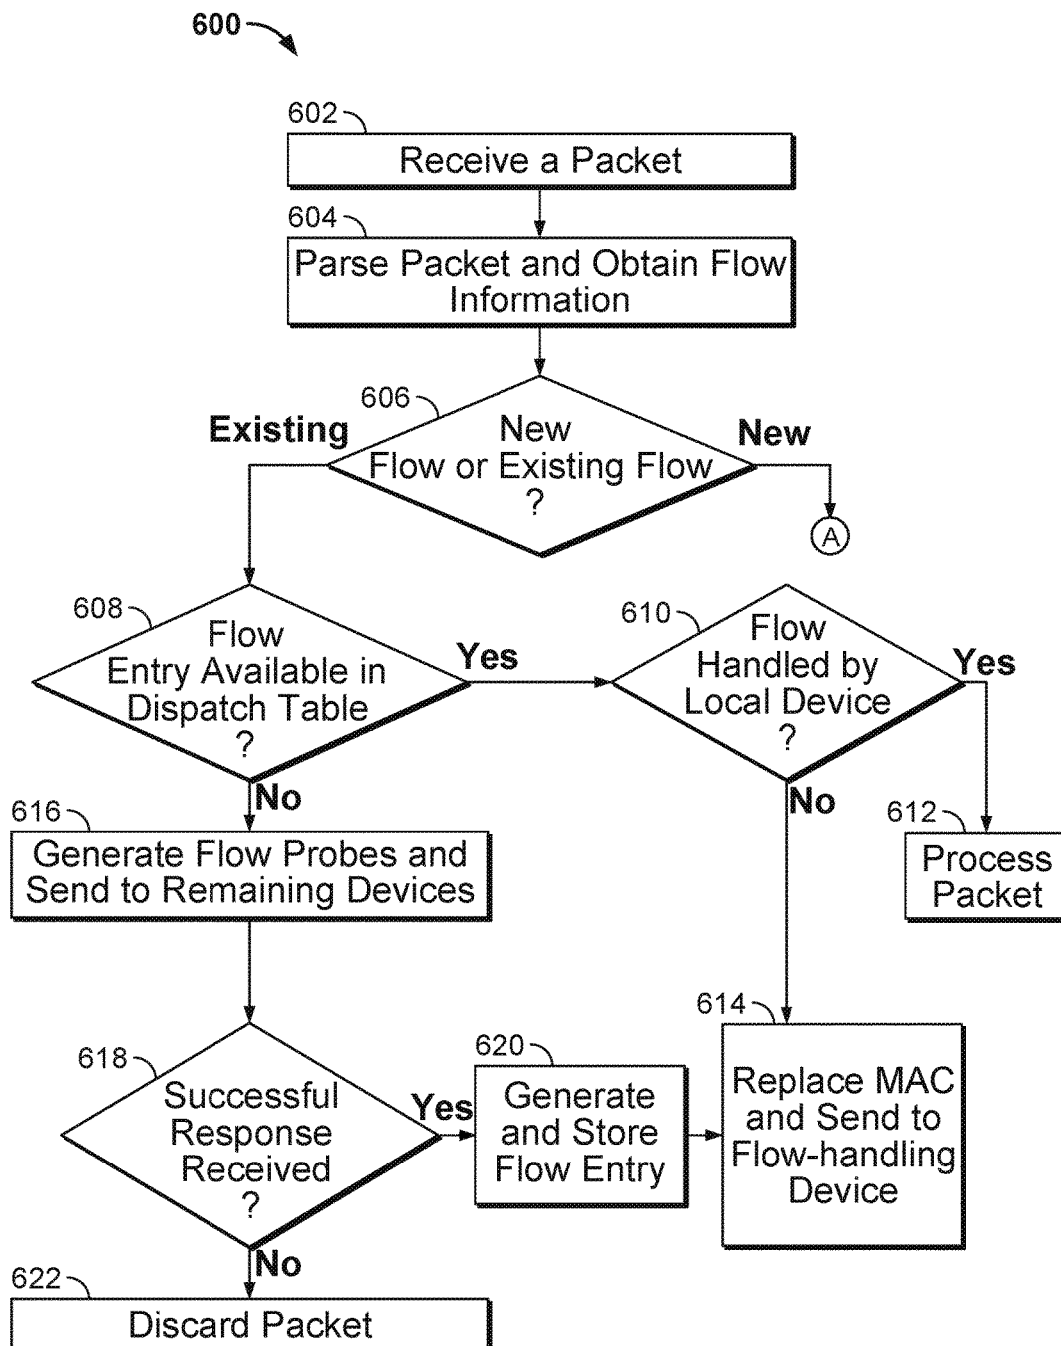 600
602
Receive a Packet
604
Parse Packet and Obtain Flow
Information
606
Existing
New
New
Flow or Existing Flow
?
A
608
Flow
Entry Available in
Dispatch Table
?
Yes
610
Flow
Handled by
Local Device
?
Yes
No
No
616
Generate Flow Probes and
Send to Remaining Devices
612
Process
Packet
618
Successful
Response
Received
?
Yes
620
Generate
and Store
Flow Entry
614
Replace MAC
and Send to
Flow-handling
Device
No
622
Discard Packet